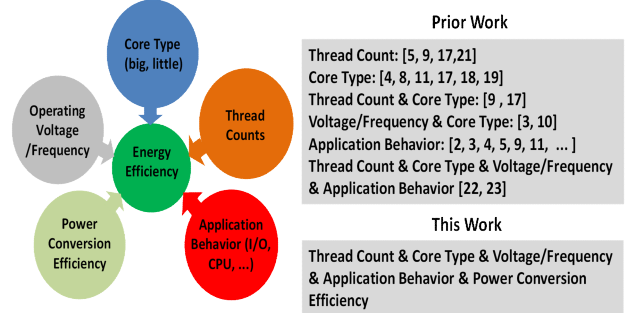 Core Type
(big, little)
Operating
Voltage
/Frequency
Thread
Counts
Energy
Efficiency
Power
Conversion
Efficiency
Application
Behavior (I/O,
CPU, ...)
Prior Work
Thread Count: [5, 9, 17,21]
Core Type: [4, 8, 11, 17, 18, 19]
Thread Count & Core Type: [9 , 17]
Voltage/Frequency & Core Type: [3, 10]
Application Behavior: [2, 3, 4, 5, 9, 11, ... ]
Thread Count & Core Type & Voltage/Frequency
& Application Behavior [22, 23]
This Work
Thread Count & Core Type & Voltage/Frequency
& Application Behavior & Power Conversion
Efficiency